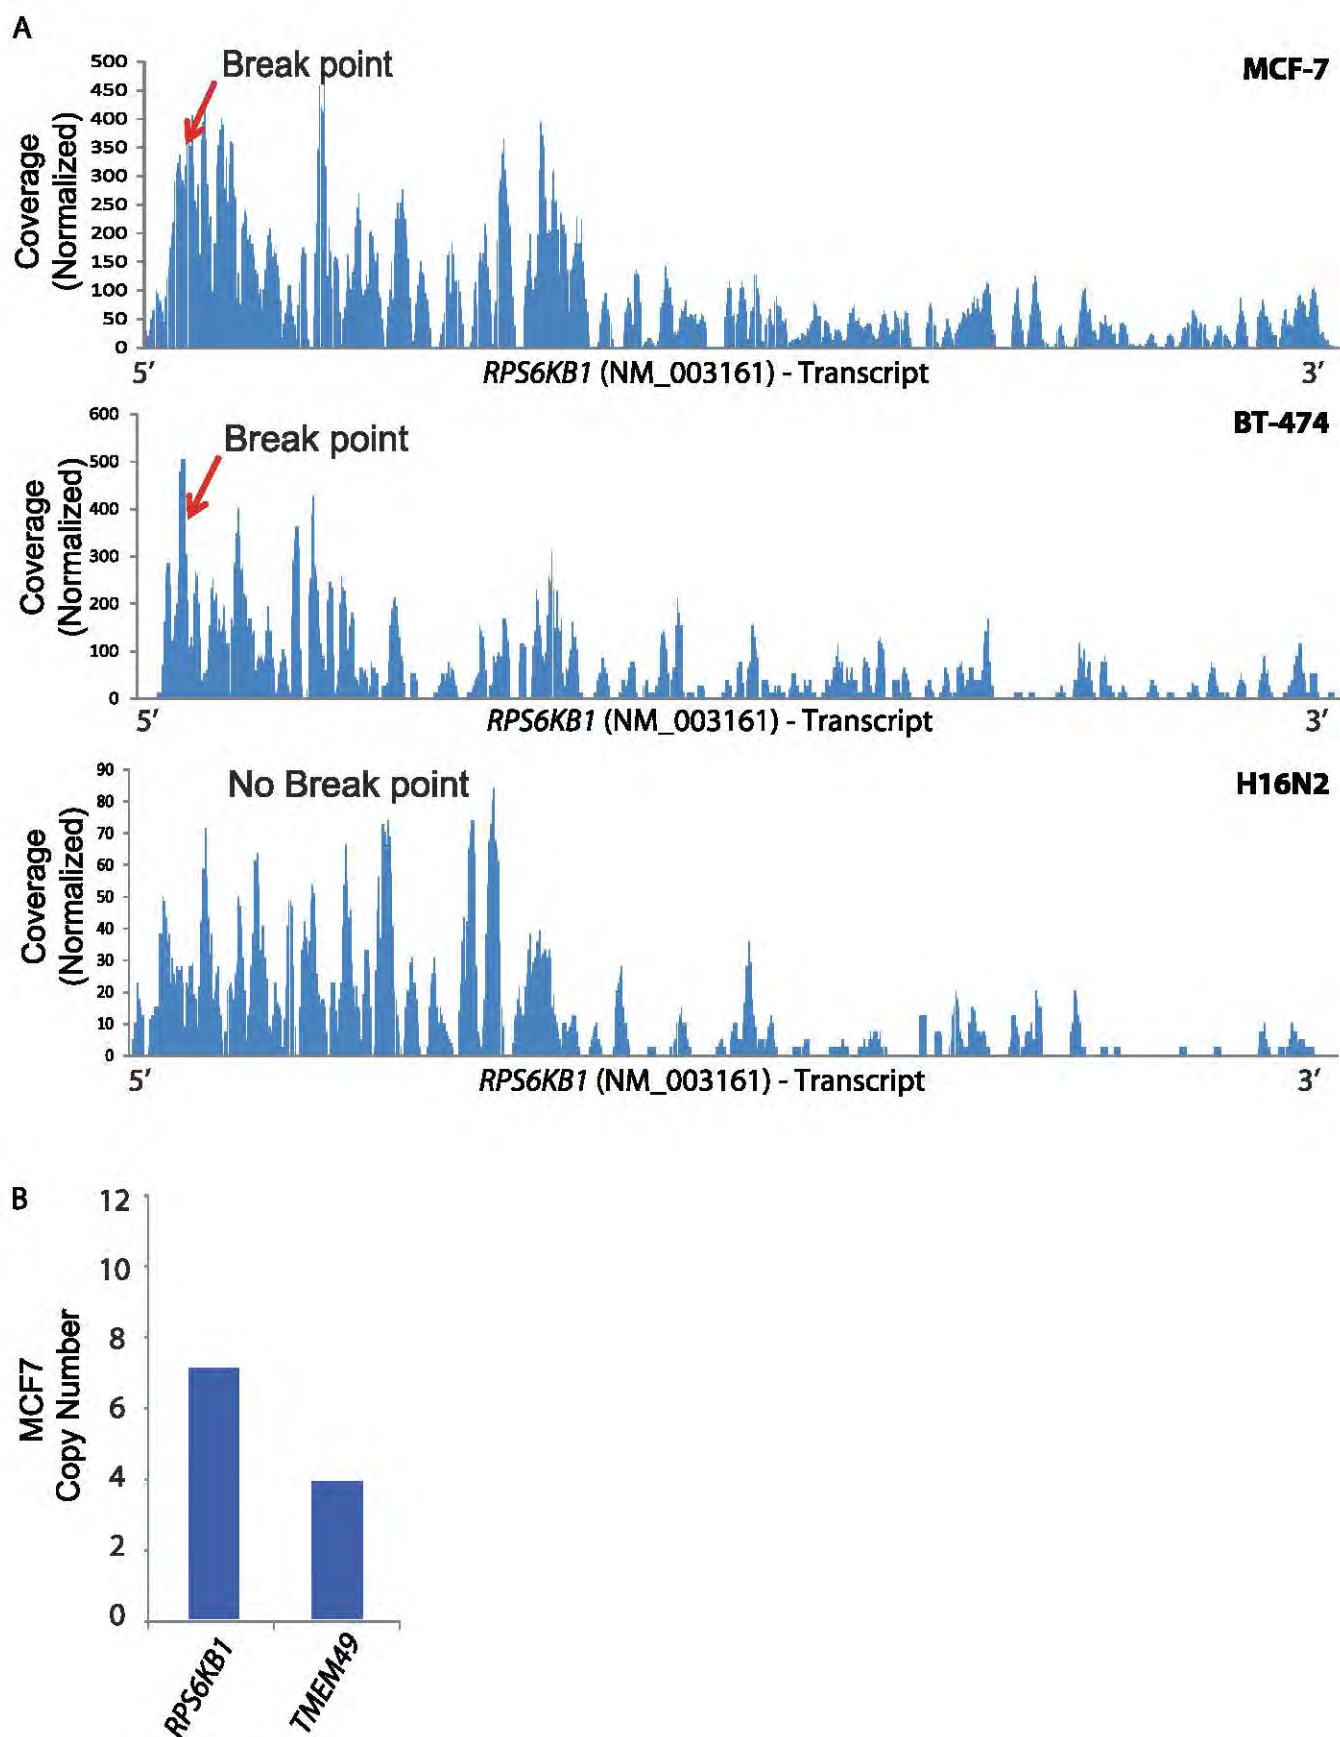 A
Break point
MCF-7
500
450
400
350
300
250
200
150
100
50
0
Coverage
(Normalized)
5′
RPS6KB1 (NM_003161) - Transcript
3′
Break point
BT-474
600
500
400
300
200
100
0
Coverage
(Normalized)
5′
RPS6KB1 (NM_003161) - Transcript
3′
No Break point
H16N2
90
80
70
60
50
40
30
20
10
0
Coverage
(Normalized)
5′
RPS6KB1 (NM_003161) - Transcript
3′
B
12
10
8
6
4
2
0
MCF7
Copy Number
RPS6KB1
TMEM49